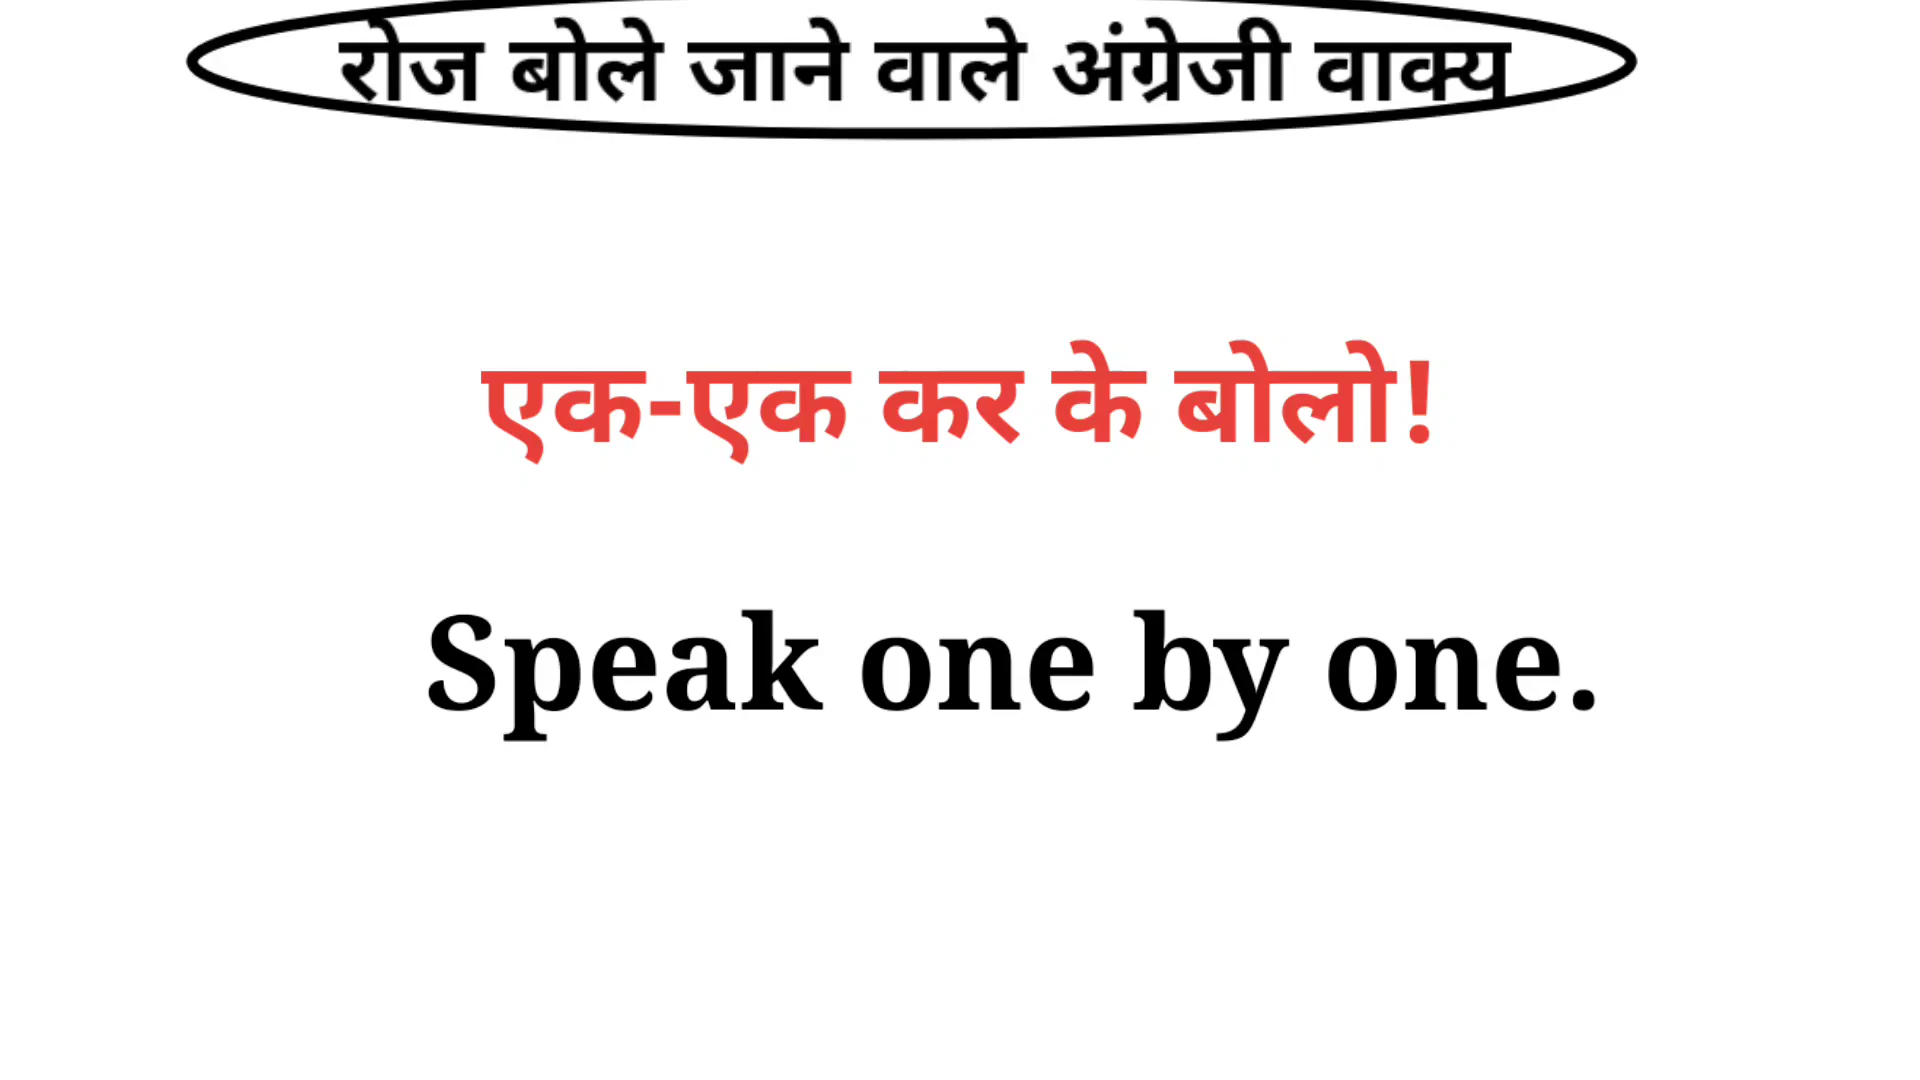 रोज बोले जाने वाले अंग्रेजी वाक्य
एक-एक कर के बोलो!
Speak one by one.